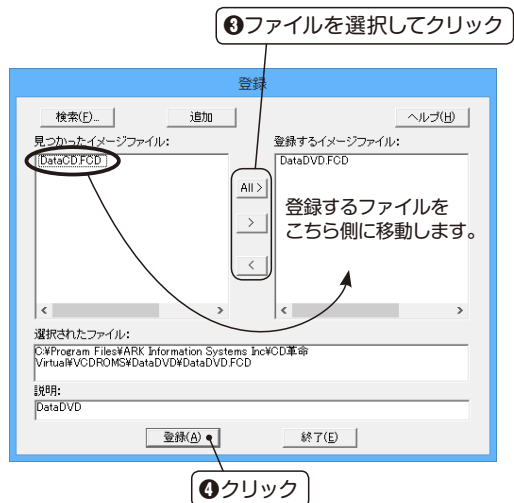 ❸ファイルを選択してクリック
登録
検索(F)... 追加 ヘルプ(H)
見つかったイメージファイル: 登録するイメージファイル:
DataCD.FCD DataDVD.FCD
All >
登録するファイルを
>
こちら側に移動します。
<
選択されたファイル:
C:¥Program Files¥ARK Information Systems Inc¥CD革命
Virtual¥VCDROMS¥DataDVD¥DataDVD.FCD
説明:
DataDVD
登録(A) 終了(E)
❹クリック